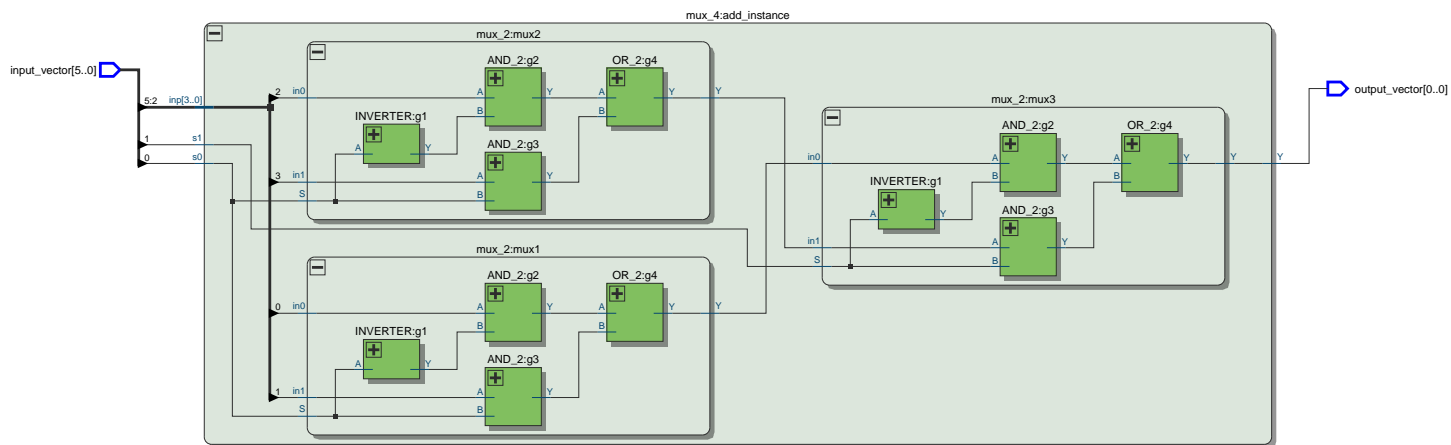 mux_4:add_instance
input_vector[5..0]
5:2
inp[3..0]
1
s1
0
s0
mux_2:mux2
2
in0
3
in1
S
INVERTER:g1
A
Y
AND_2:g2
A
B
Y
AND_2:g3
A
B
Y
OR_2:g4
A
B
Y
Y
mux_2:mux1
0
in0
1
in1
S
INVERTER:g1
A
Y
AND_2:g2
A
B
Y
AND_2:g3
A
B
Y
OR_2:g4
A
B
Y
Y
mux_2:mux3
in0
in1
S
INVERTER:g1
A
Y
AND_2:g2
A
B
Y
AND_2:g3
A
B
Y
OR_2:g4
A
B
Y
Y
Y
output_vector[0..0]